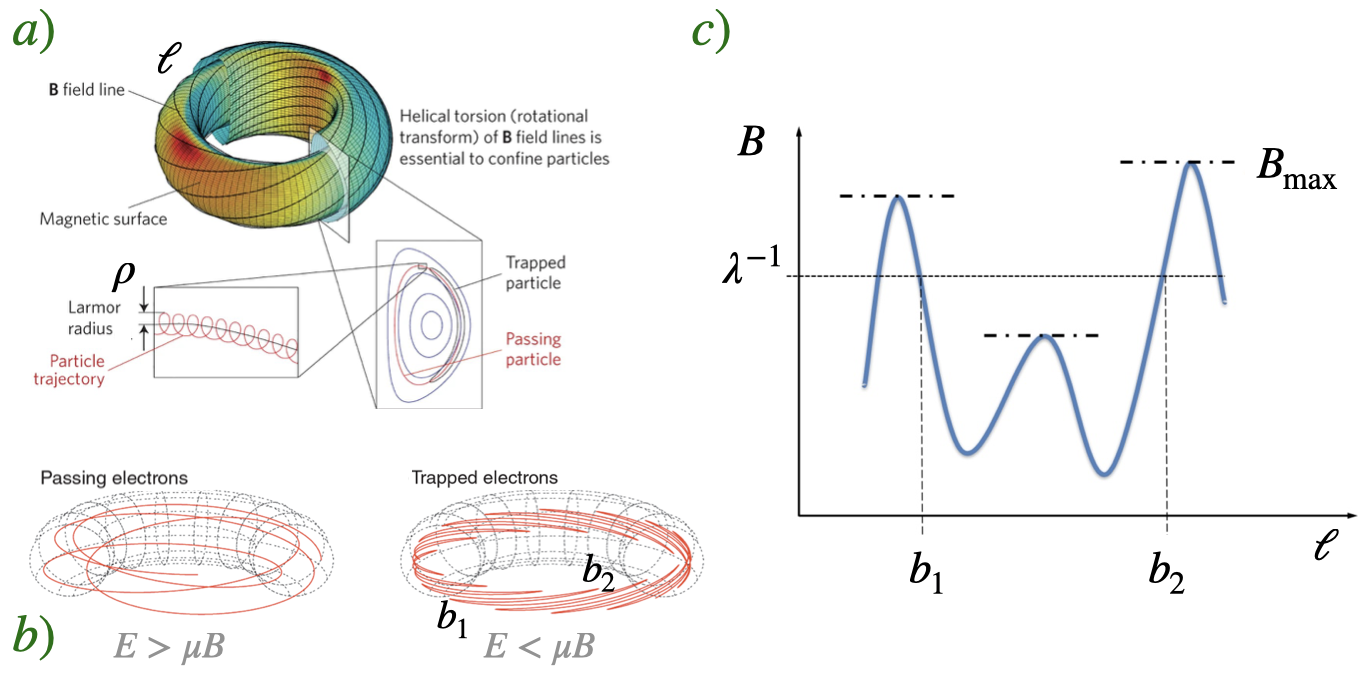 a)
ℓ
B field line
Helical torsion (rotational
transform) of B field lines is
essential to confine particles
Magnetic surface
ρ
Larmor
radius
Particle
trajectory
Trapped
particle
Passing
particle
Passing electrons
Trapped electrons
b₁
b₂
b)
E > μB
E < μB
c)
B
B_max
λ⁻¹
b₁
b₂
ℓ